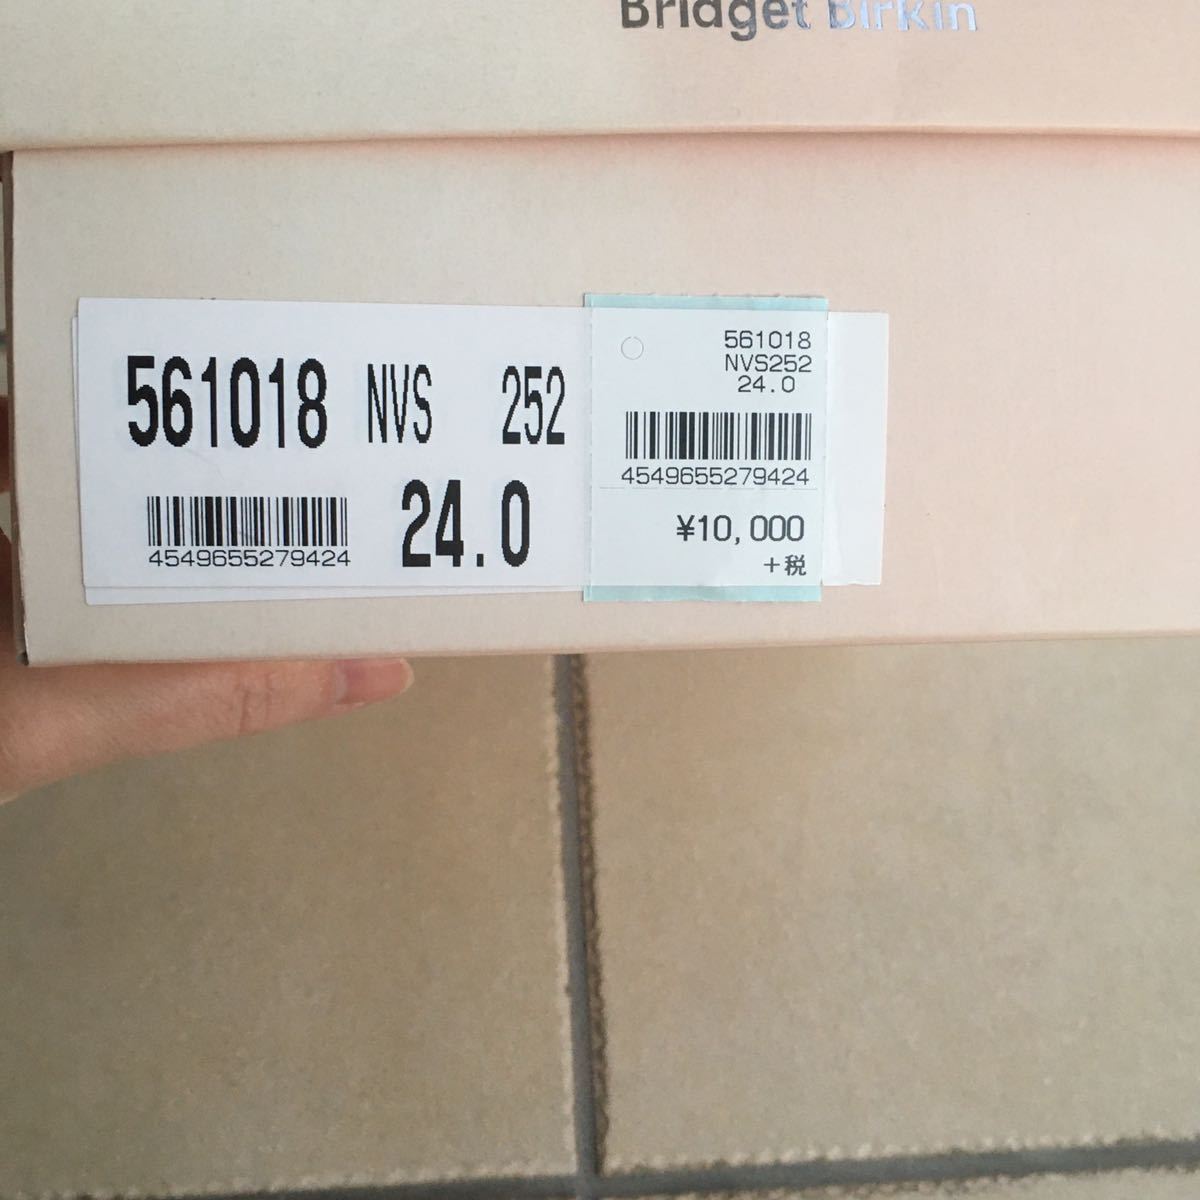 Bridget Birkin
561018 NVS 252
24.0
4549655279424
561018
NVS252
24.0
4549655279424
¥10,000
+税